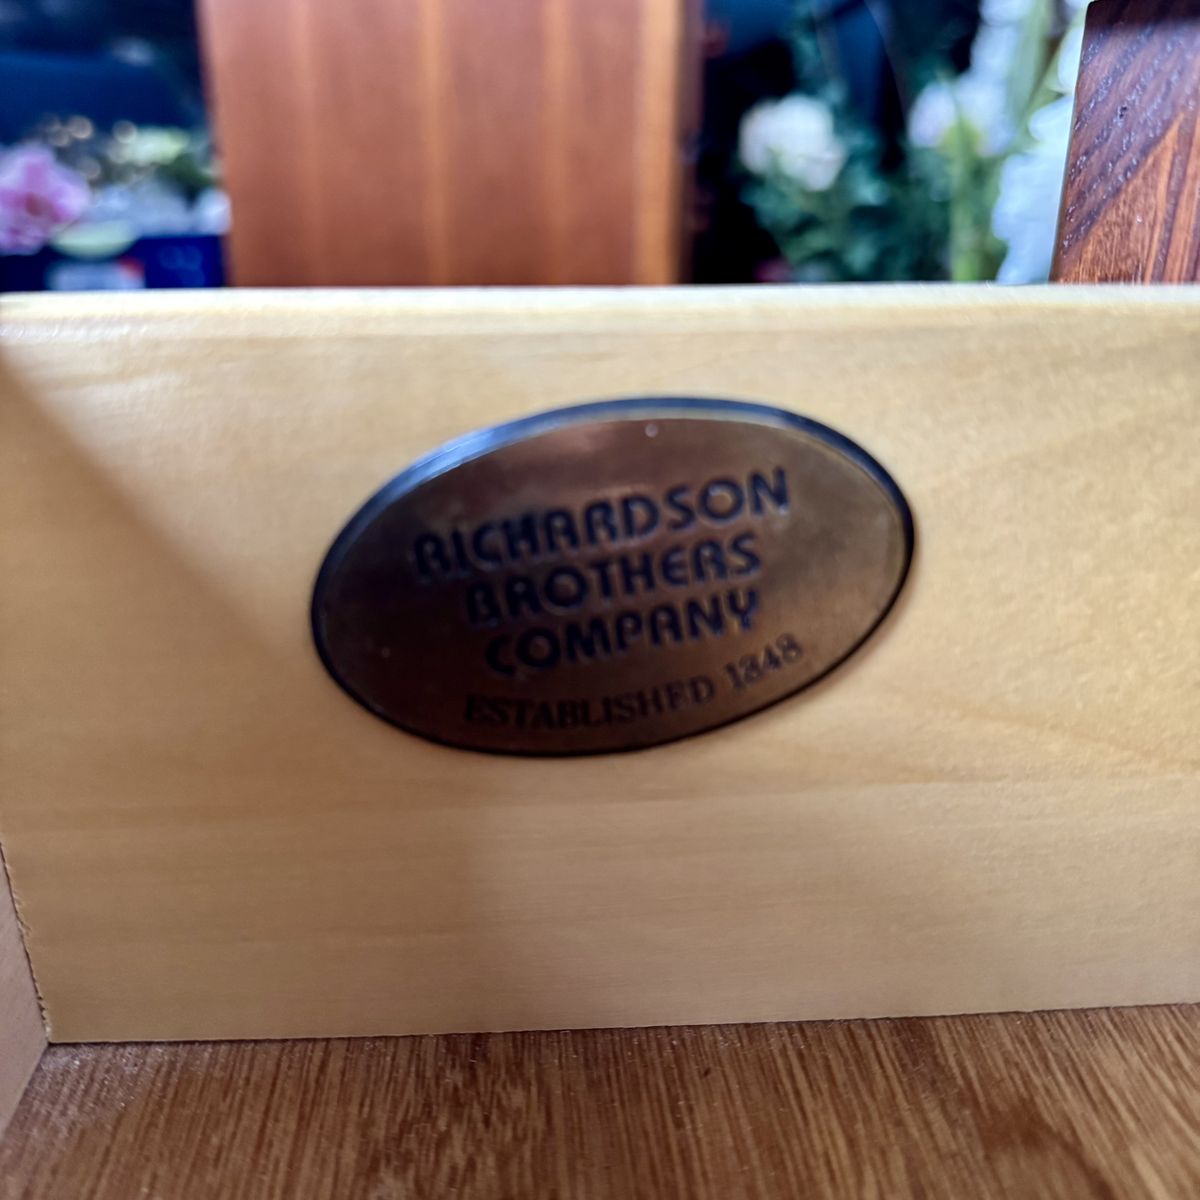 RICHARDSON
BROTHERS
COMPANY
ESTABLISHED 1848